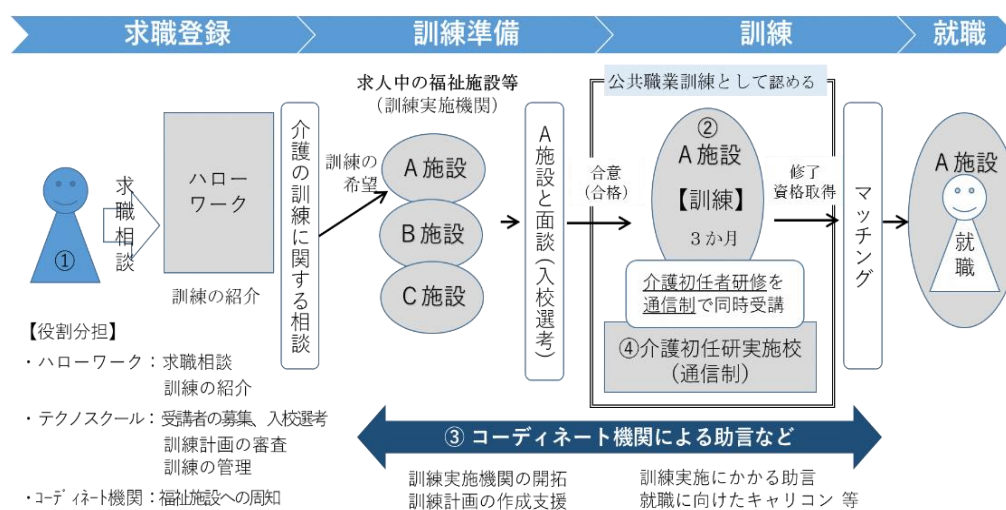 求職登録
訓練準備
訓練
就職
求人中の福祉施設等
（訓練実施機関）
公共職業訓練として認める
①
求職相談
ハロー
ワーク
訓練の紹介
介護の訓練に関する相談
訓練の
希望
A施設
B施設
C施設
A施設と面談(入校選考)
合意
(合格)
②
A施設
【訓練】
３か月
修了
資格取得
介護初任者研修を
通信制で同時受講
④介護初任研実施校
(通信制)
マッチング
A施設
就職
【役割分担】
・ハローワーク：求職相談
訓練の紹介
・テクノスクール：受講者の募集、入校選考
訓練計画の審査
訓練の管理
・ｺｰﾃﾞｨﾈｰﾄ機関：福祉施設への周知
③ コーディネート機関による助言など
訓練実施機関の開拓
訓練計画の作成支援
訓練実施にかかる助言
就職に向けたキャリコン 等